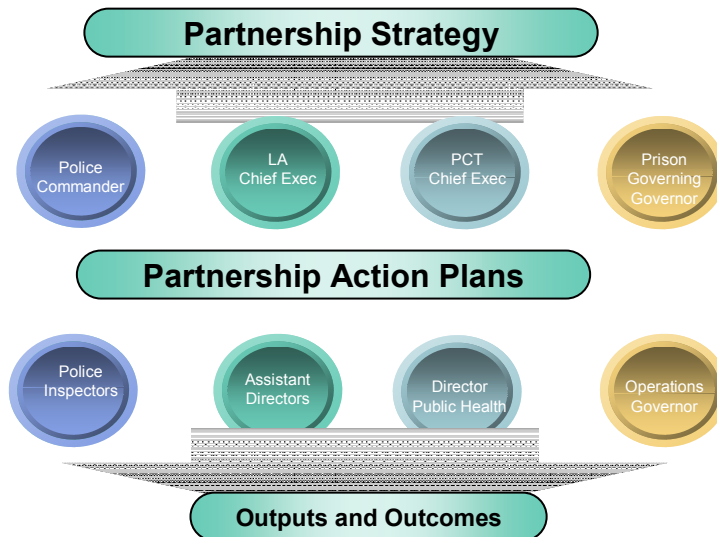 Partnership Strategy
Police
Commander
LA
Chief Exec
PCT
Chief Exec
Prison
Governing
Governor
Partnership Action Plans
Police
Inspectors
Assistant
Directors
Director
Public Health
Operations
Governor
Outputs and Outcomes